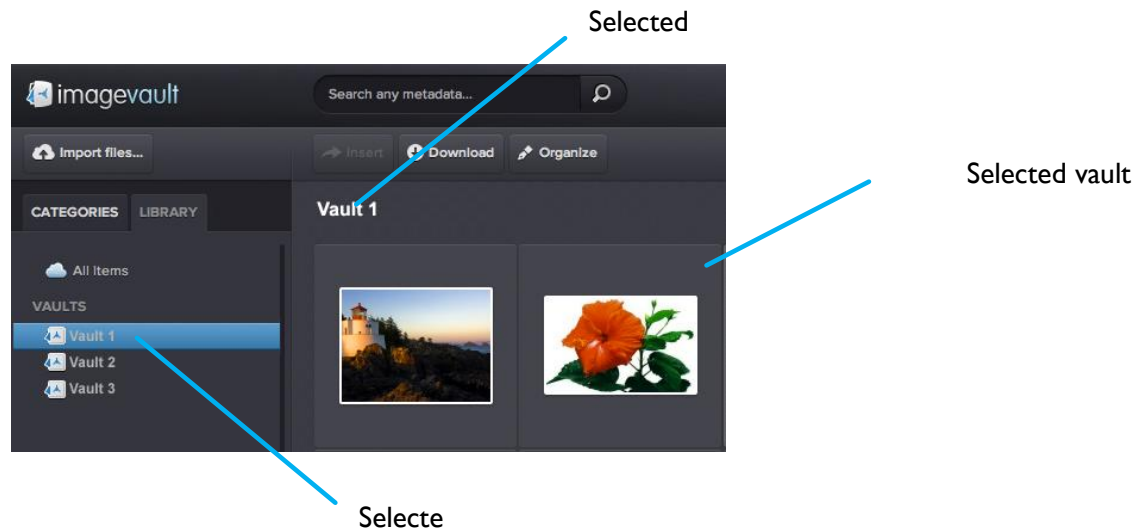 Selected
imagevault
Search any metadata...
Import files...
Insert
Download
Organize
Selected vault
CATEGORIES
LIBRARY
Vault 1
All Items
VAULTS
Vault 1
Vault 2
Vault 3
Selecte